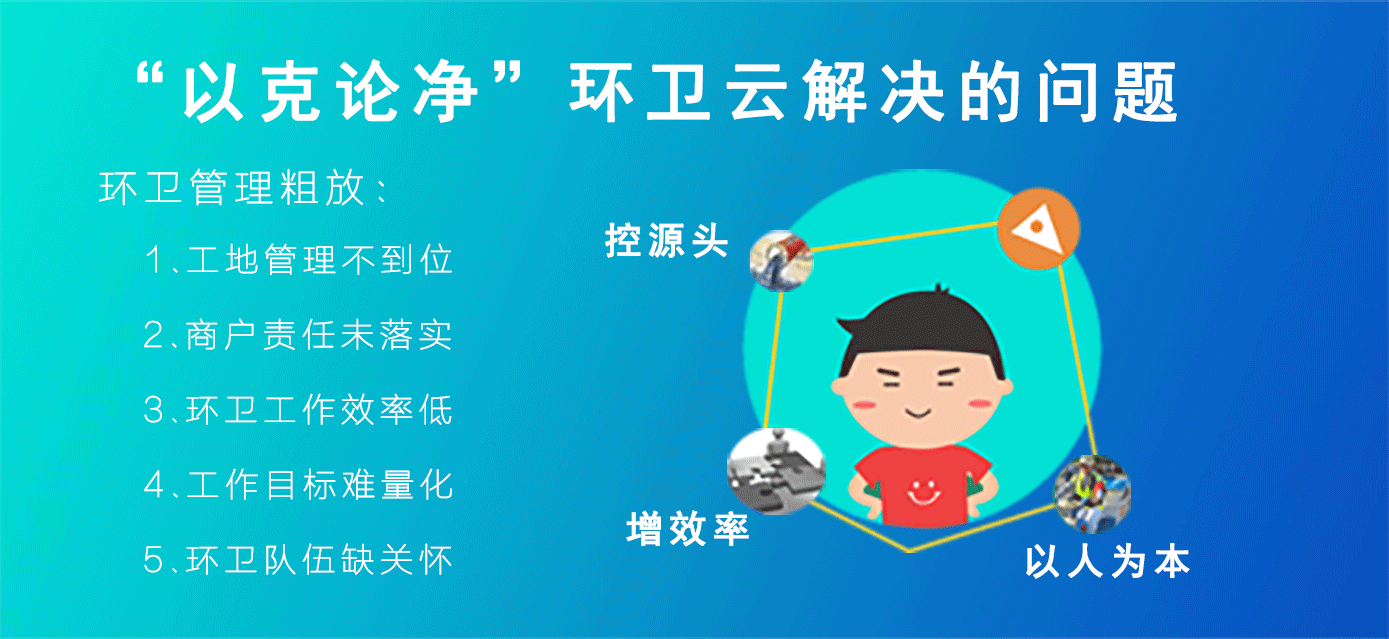 “以克论净”环卫云解决的问题
环卫管理粗放：
1、工地管理不到位
2、商户责任未落实
3、环卫工作效率低
4、工作目标难量化
5、环卫队伍缺关怀
控源头
增效率
以人为本